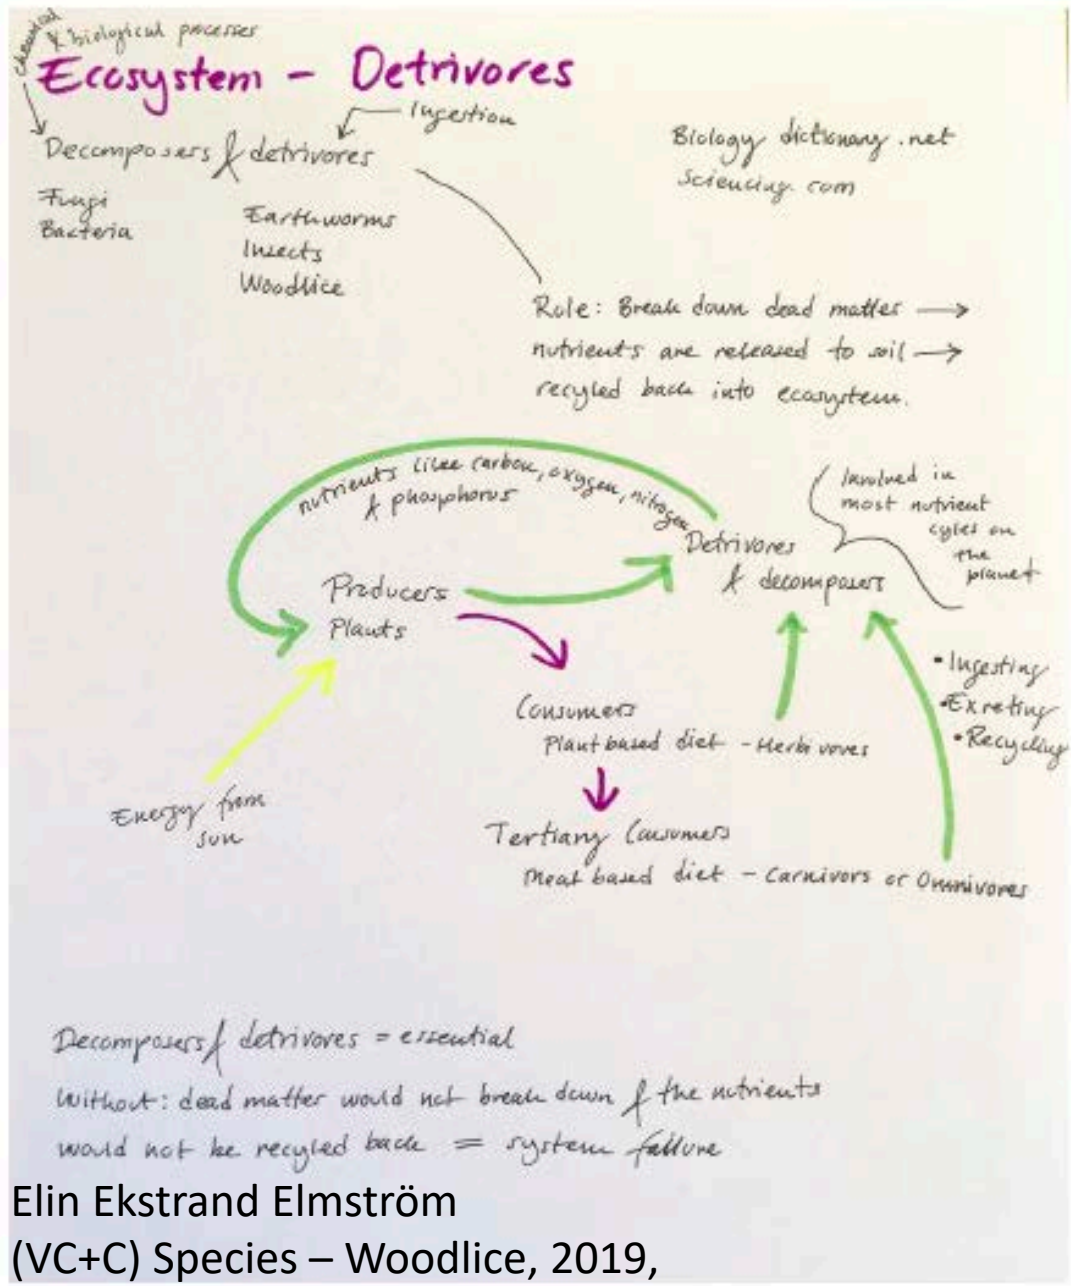 chemical
& biological processes
Ecosystem - Detrivores
Ingestion
Decomposers & detrivores
Fungi
Bacteria
Earthworms
Insects
Woodlice
Biology dictionary.net
Sciencing.com
Role: Break down dead matter →
nutrients are released to soil →
recyled back into ecosystem.
nutrients like carbon, oxygen, nitrogen
& phosphorus
Involved in
most nutrient
cyles on
the
planet
Detrivores
& decomposers
Producers
Plants
• Ingesting
• Exreting
• Recycling
Consumers
Plant based diet - Herbivores
Energy from
sun
Tertiary Consumers
Meat based diet - Carnivors or Omnivores
Decomposers & detrivores = essential
Without: dead matter would not break down & the nutrients
would not be recyled back = system failure
Elin Ekstrand Elmström
(VC+C) Species – Woodlice, 2019,